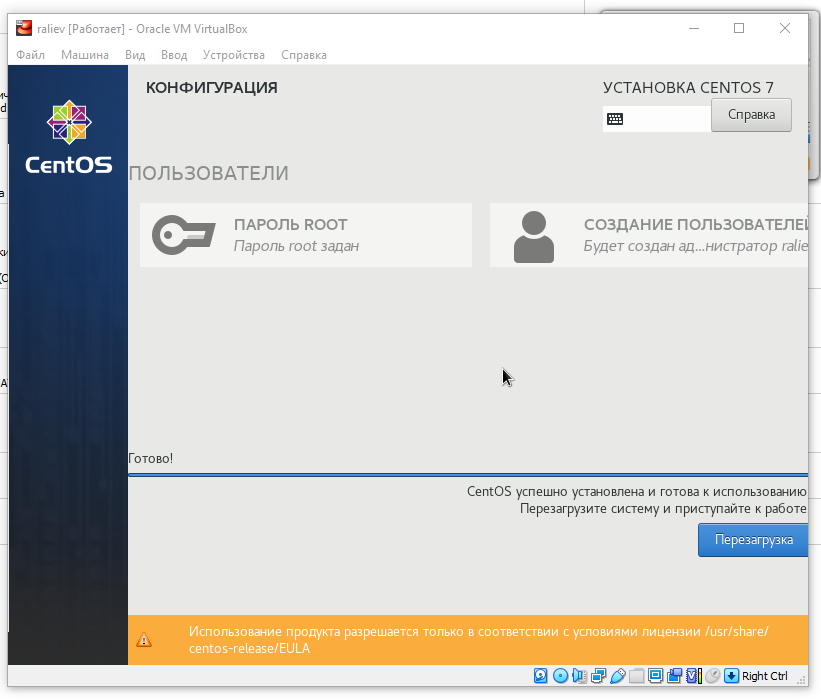 raliev [Работает] - Oracle VM VirtualBox
Файл Машина Вид Ввод Устройства Справка
КОНФИГУРАЦИЯ
УСТАНОВКА CENTOS 7
Справка
CentOS
ПОЛЬЗОВАТЕЛИ
ПАРОЛЬ ROOT
Пароль root задан
СОЗДАНИЕ ПОЛЬЗОВАТЕЛЕЙ
Будет создан ад...нистратор ralie
Готово!
CentOS успешно установлена и готова к использованию
Перезагрузите систему и приступайте к работе
Перезагрузка
Использование продукта разрешается только в соответствии с условиями лицензии /usr/share/
centos-release/EULA
Right Ctrl